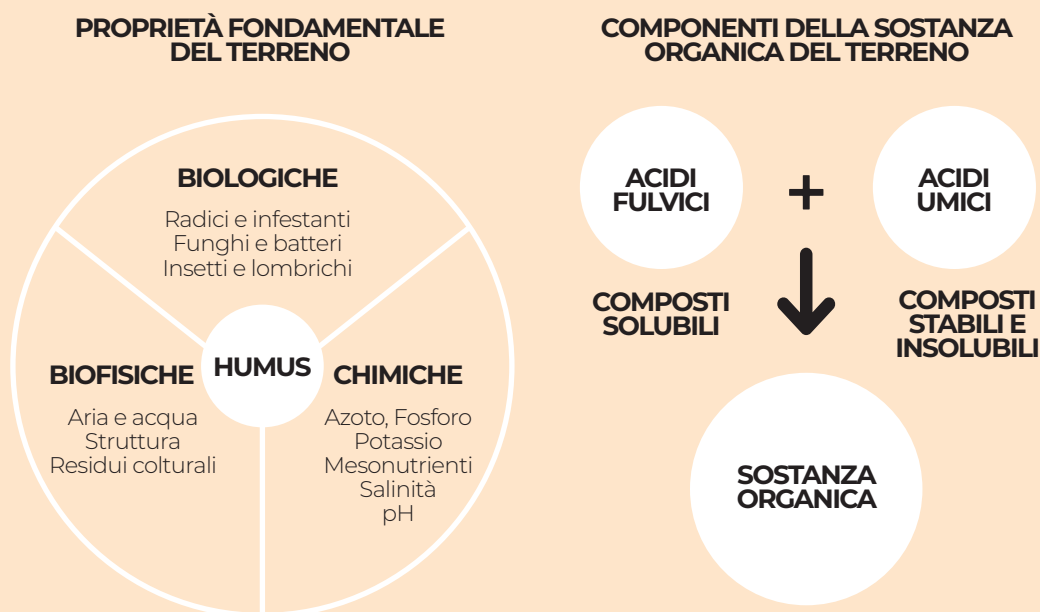 PROPRIETÀ FONDAMENTALE
DEL TERRENO
BIOLOGICHE
Radici e infestanti
Funghi e batteri
Insetti e lombrichi
HUMUS
BIOFISICHE
Aria e acqua
Struttura
Residui colturali
CHIMICHE
Azoto, Fosforo
Potassio
Mesonutrienti
Salinità
pH
COMPONENTI DELLA SOSTANZA
ORGANICA DEL TERRENO
ACIDI
FULVICI
+
ACIDI
UMICI
COMPOSTI
SOLUBILI
COMPOSTI
STABILI E
INSOLUBILI
SOSTANZA
ORGANICA